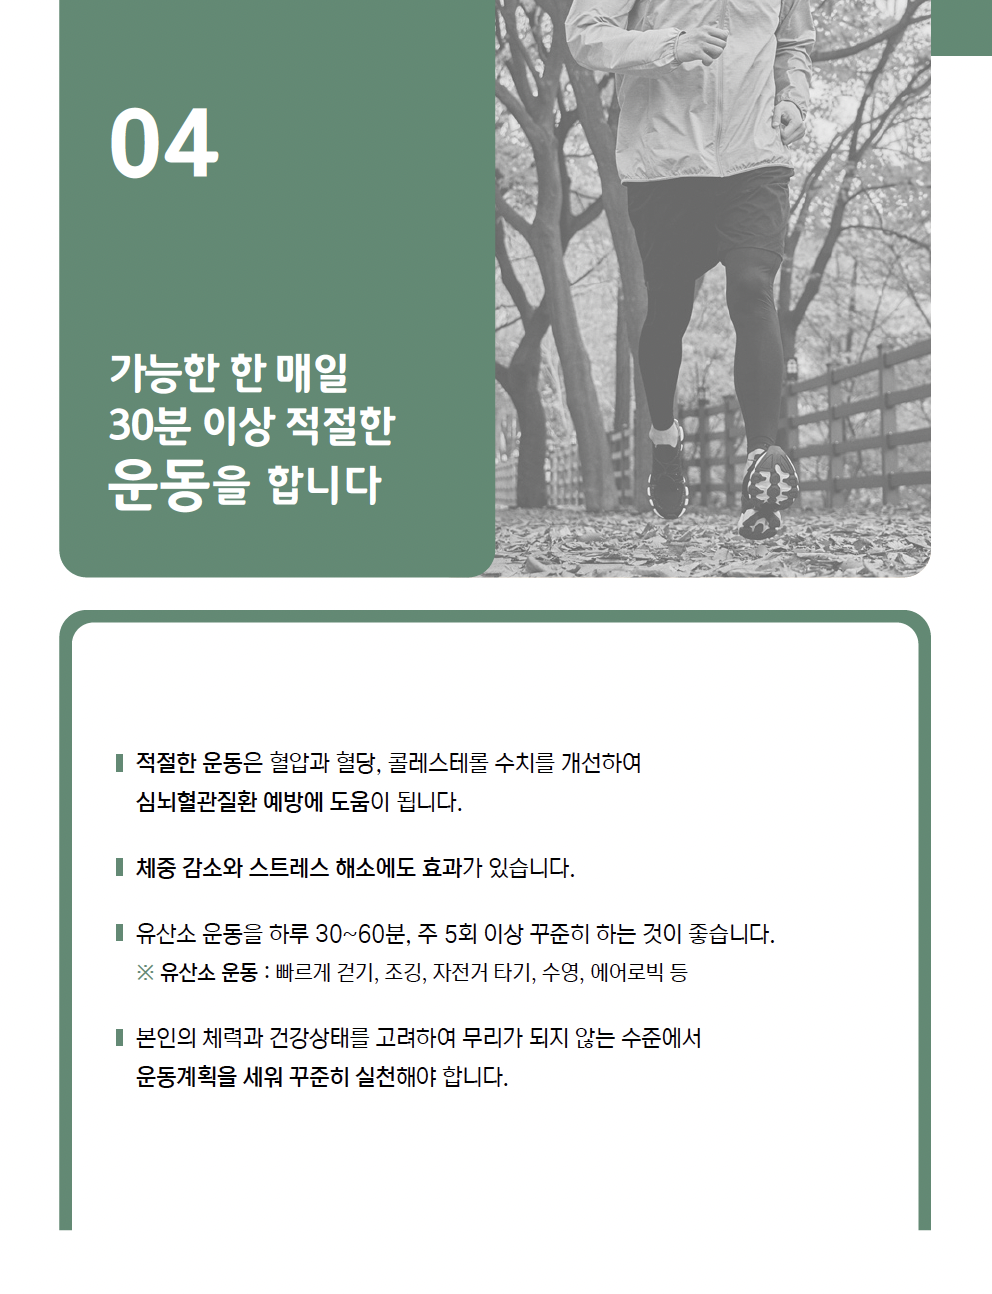 04
가능한 한 매일
30분 이상 적절한
운동을 합니다
적절한 운동은 혈압과 혈당, 콜레스테롤 수치를 개선하여
심뇌혈관질환 예방에 도움이 됩니다.
체중 감소와 스트레스 해소에도 효과가 있습니다.
유산소 운동을 하루 30~60분, 주 5회 이상 꾸준히 하는 것이 좋습니다.
※ 유산소 운동 : 빠르게 걷기, 조깅, 자전거 타기, 수영, 에어로빅 등
본인의 체력과 건강상태를 고려하여 무리가 되지 않는 수준에서
운동계획을 세워 꾸준히 실천해야 합니다.